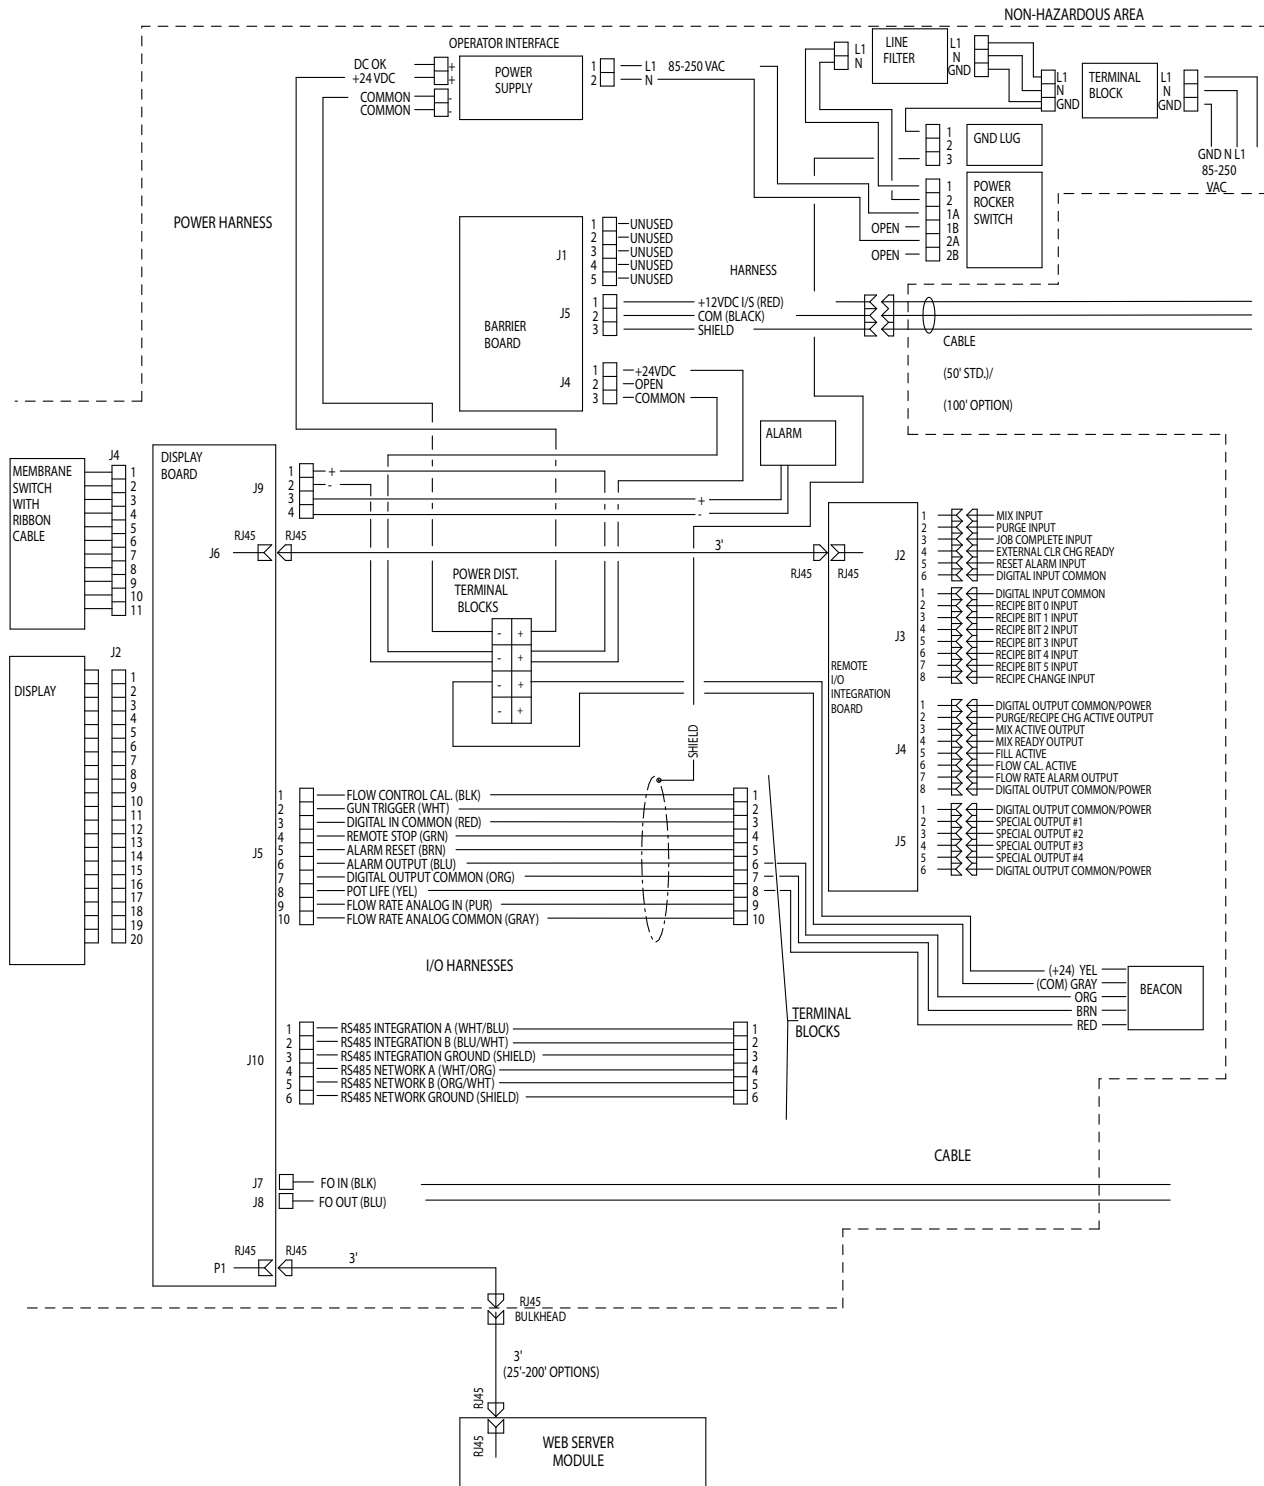 NON-HAZARDOUS AREA
OPERATOR INTERFACE
DC OK
+24 VDC
COMMON
COMMON
+
+
-
-
POWER
SUPPLY
1
2
L1 85-250 VAC
N
L1
N
LINE
FILTER
L1
N
GND
L1
N
GND
TERMINAL
BLOCK
L1
N
GND
GND N L1
85-250
VAC
1
2
3
GND LUG
1
2
1A
1B
2A
2B
OPEN
OPEN
POWER
ROCKER
SWITCH
POWER HARNESS
BARRIER
BOARD
J1
1
2
3
4
5
UNUSED
UNUSED
UNUSED
UNUSED
UNUSED
HARNESS
J5
1
2
3
+12VDC I/S (RED)
COM (BLACK)
SHIELD
CABLE
(50' STD.)/
(100' OPTION)
J4
1
2
3
+24VDC
OPEN
COMMON
ALARM
+
-
MEMBRANE
SWITCH
WITH
RIBBON
CABLE
J4
1
2
3
4
5
6
7
8
9
10
11
DISPLAY
BOARD
J9
1
2
3
4
+
-
J6
RJ45
RJ45
3'
RJ45
RJ45
POWER DIST.
TERMINAL
BLOCKS
- +
- +
- +
- +
REMOTE
I/O
INTEGRATION
BOARD
J2
1 MIX INPUT
2 PURGE INPUT
3 JOB COMPLETE INPUT
4 EXTERNAL CLR CHG READY
5 RESET ALARM INPUT
6 DIGITAL INPUT COMMON
J3
1 DIGITAL INPUT COMMON
2 RECIPE BIT 0 INPUT
3 RECIPE BIT 1 INPUT
4 RECIPE BIT 2 INPUT
5 RECIPE BIT 3 INPUT
6 RECIPE BIT 4 INPUT
7 RECIPE BIT 5 INPUT
8 RECIPE CHANGE INPUT
J4
1 DIGITAL OUTPUT COMMON/POWER
2 PURGE/RECIPE CHG ACTIVE OUTPUT
3 MIX ACTIVE OUTPUT
4 MIX READY OUTPUT
5 FILL ACTIVE
6 FLOW CAL. ACTIVE
7 FLOW RATE ALARM OUTPUT
8 DIGITAL OUTPUT COMMON/POWER
J5
1 DIGITAL OUTPUT COMMON/POWER
2 SPECIAL OUTPUT #1
3 SPECIAL OUTPUT #2
4 SPECIAL OUTPUT #3
5 SPECIAL OUTPUT #4
6 DIGITAL OUTPUT COMMON/POWER
DISPLAY
J2
1
2
3
4
5
6
7
8
9
10
11
12
13
14
15
16
17
18
19
20
SHIELD
J5
1 FLOW CONTROL CAL. (BLK) 1
2 GUN TRIGGER (WHT) 2
3 DIGITAL IN COMMON (RED) 3
4 REMOTE STOP (GRN) 4
5 ALARM RESET (BRN) 5
6 ALARM OUTPUT (BLU) 6
7 DIGITAL OUTPUT COMMON (ORG) 7
8 POT LIFE (YEL) 8
9 FLOW RATE ANALOG IN (PUR) 9
10 FLOW RATE ANALOG COMMON (GRAY) 10
I/O HARNESSES
(+24) YEL
(COM) GRAY
ORG
BRN
RED
BEACON
TERMINAL
BLOCKS
J10
1 RS485 INTEGRATION A (WHT/BLU) 1
2 RS485 INTEGRATION B (BLU/WHT) 2
3 RS485 INTEGRATION GROUND (SHIELD) 3
4 RS485 NETWORK A (WHT/ORG) 4
5 RS485 NETWORK B (ORG/WHT) 5
6 RS485 NETWORK GROUND (SHIELD) 6
CABLE
J7 FO IN (BLK)
J8 FO OUT (BLU)
P1
RJ45
RJ45
3'
RJ45
BULKHEAD
3'
(25'-200' OPTIONS)
RJ45
RJ45
WEB SERVER
MODULE